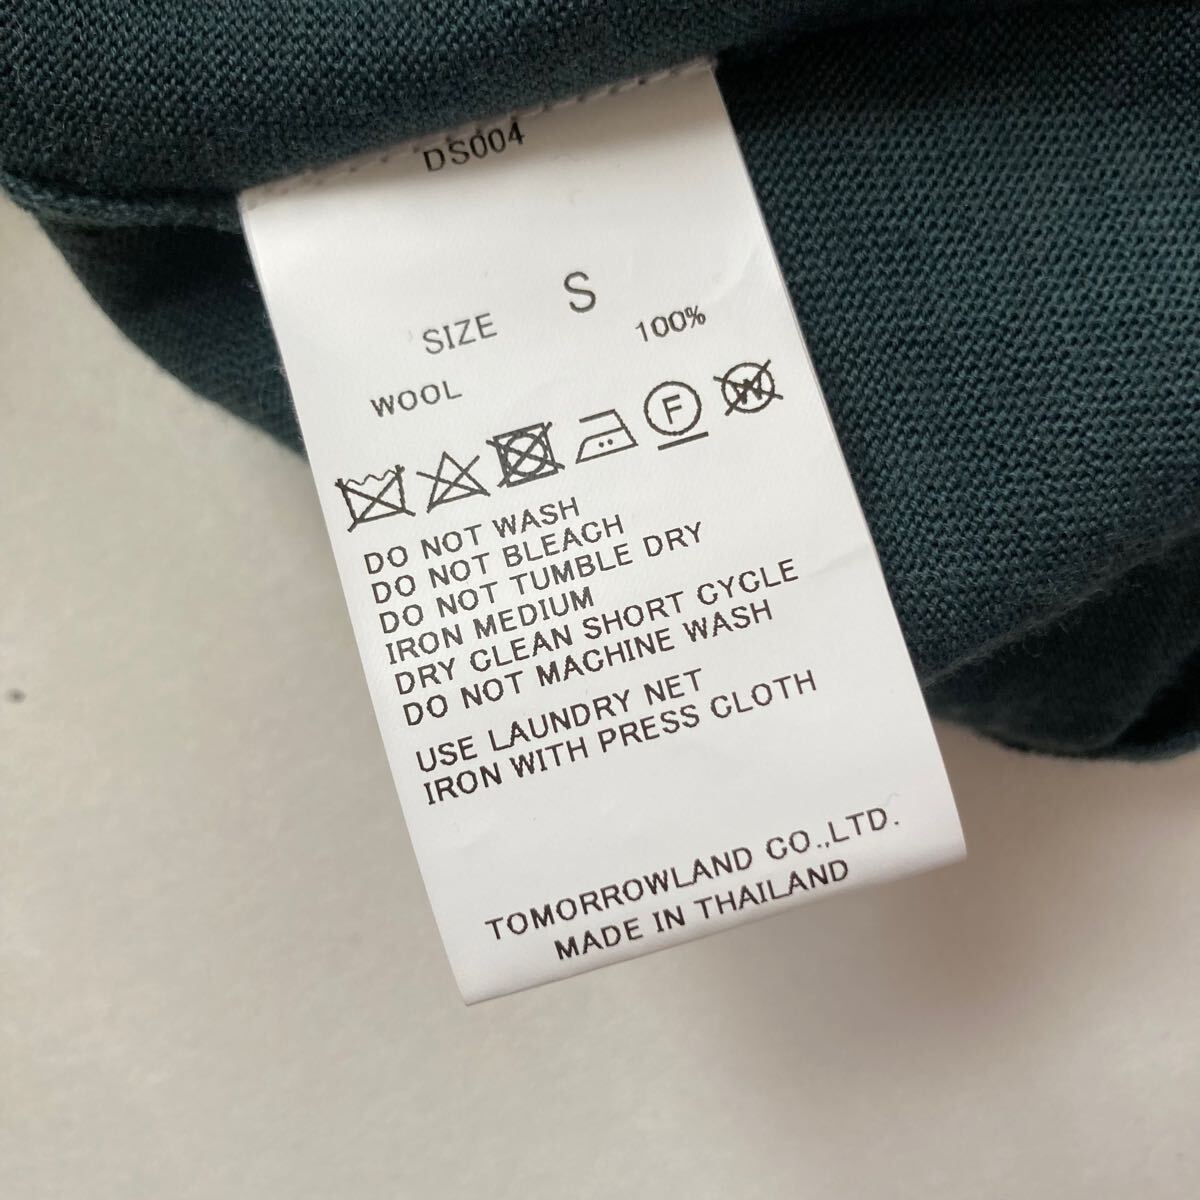 DS004
SIZE S
WOOL 100%
F W
DO NOT WASH
DO NOT BLEACH
DO NOT TUMBLE DRY
IRON MEDIUM
DRY CLEAN SHORT CYCLE
DO NOT MACHINE WASH
USE LAUNDRY NET
IRON WITH PRESS CLOTH
TOMORROWLAND CO.,LTD.
MADE IN THAILAND